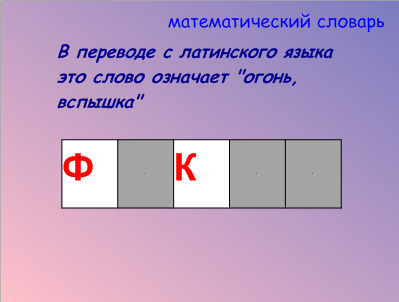 математический словарь
В переводе с латинского языка
это слово означает "огонь,
вспышка"
Ф К